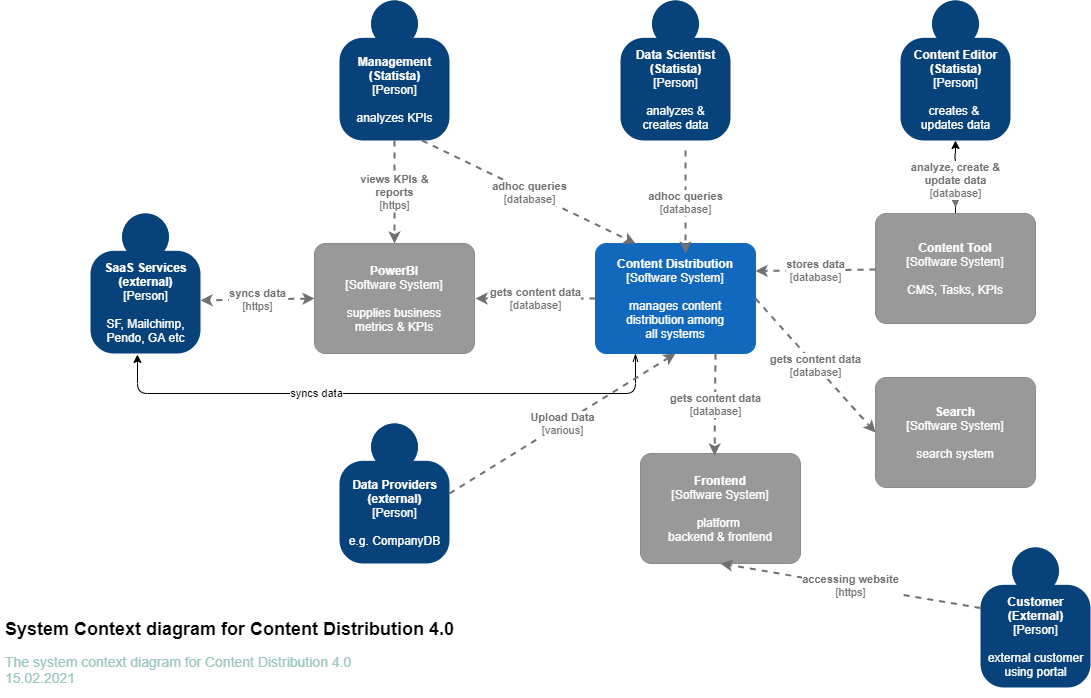 Management
(Statista)
[Person]
analyzes KPIs
Data Scientist
(Statista)
[Person]
analyzes &
creates data
Content Editor
(Statista)
[Person]
creates &
updates data
views KPIs &
reports
[https]
adhoc queries
[database]
adhoc queries
[database]
analyze, create &
update data
[database]
SaaS Services
(external)
[Person]
SF, Mailchimp,
Pendo, GA etc
syncs data
[https]
PowerBI
[Software System]
supplies business
metrics & KPIs
gets content data
[database]
Content Distribution
[Software System]
manages content
distribution among
all systems
stores data
[database]
Content Tool
[Software System]
CMS, Tasks, KPIs
syncs data
gets content data
[database]
gets content data
[database]
Upload Data
[various]
Search
[Software System]
search system
Data Providers
(external)
[Person]
e.g. CompanyDB
Frontend
[Software System]
platform
backend & frontend
accessing website
[https]
Customer
(External)
[Person]
external customer
using portal
System Context diagram for Content Distribution 4.0
The system context diagram for Content Distribution 4.0
15.02.2021